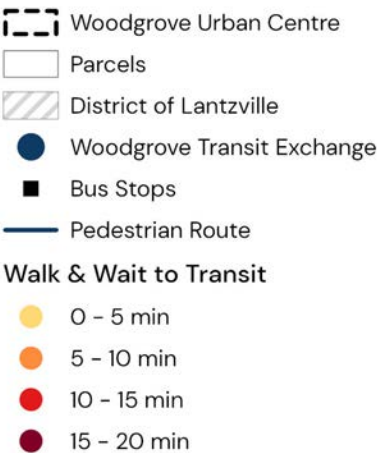 Woodgrove Urban Centre
Parcels
District of Lantzville
Woodgrove Transit Exchange
Bus Stops
Pedestrian Route
Walk & Wait to Transit
0 - 5 min
5 - 10 min
10 - 15 min
15 - 20 min